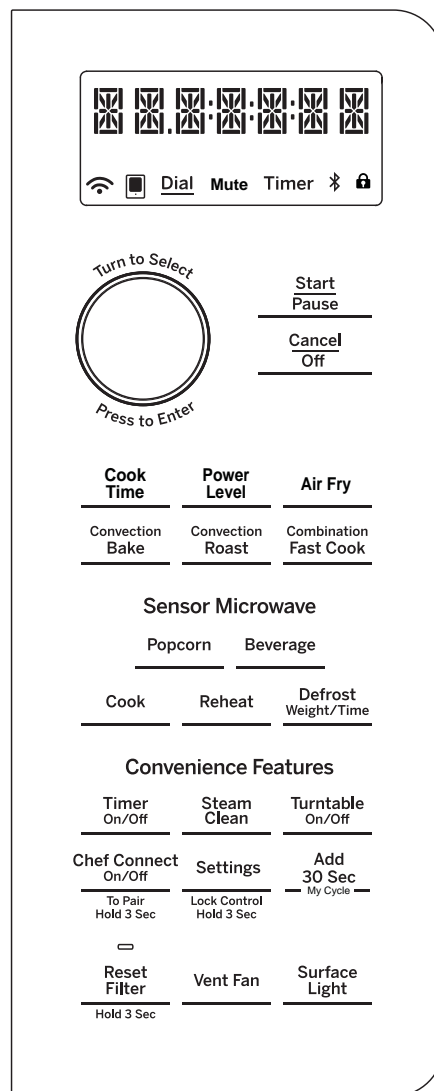 Dial Mute Timer
Turn to Select
Press to Enter
Start
Pause
Cancel
Off
Cook Power Air Fry
Time Level
Convection Convection Combination
Bake Roast Fast Cook
Sensor Microwave
Popcorn Beverage
Cook Reheat Defrost
Weight/Time
Convenience Features
Timer Steam Turntable
On/Off Clean On/Off
Chef Connect Settings Add
On/Off 30 Sec
My Cycle
To Pair Lock Control
Hold 3 Sec Hold 3 Sec
Reset Vent Fan Surface
Filter Light
Hold 3 Sec